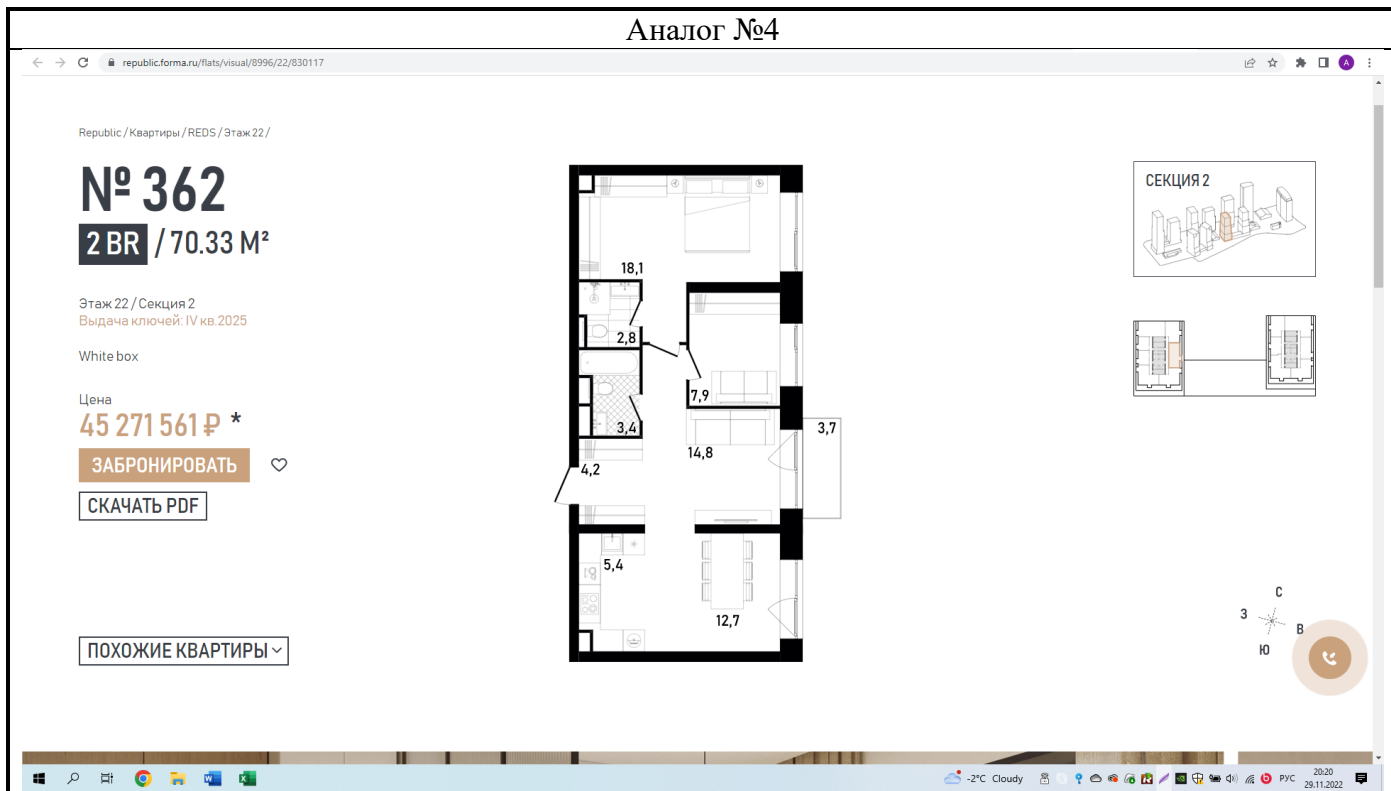 Аналог №4
republic.forma.ru/flats/visual/8996/22/830117
A
Republic / Квартиры / REDS / Этаж 22 /
№ 362
2 BR / 70.33 М²
Этаж 22 / Секция 2
Выдача ключей: IV кв.2025
White box
Цена
45 271 561 ₽ *
ЗАБРОНИРОВАТЬ
СКАЧАТЬ PDF
ПОХОЖИЕ КВАРТИРЫ
18,1
2,8
7,9
3,4
14,8
3,7
4,2
5,4
12,7
СЕКЦИЯ 2
С
З
В
Ю
-2°C Cloudy
РУС
20:20
29.11.2022